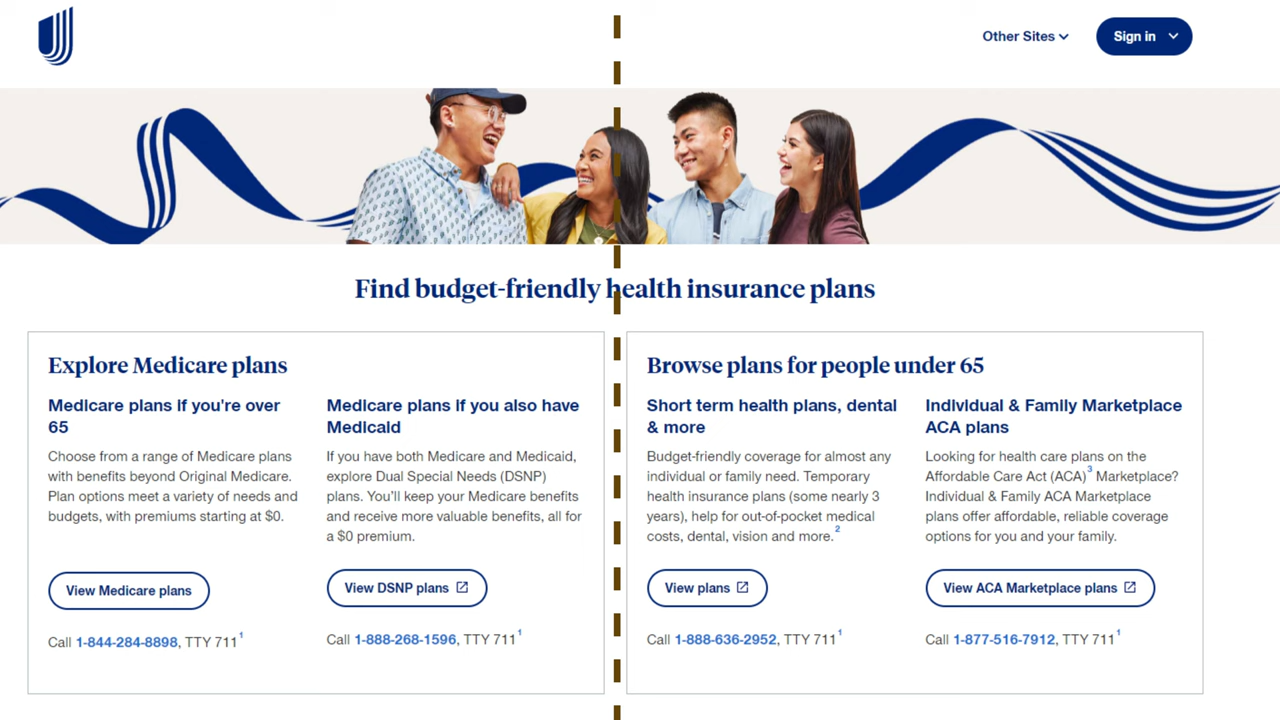 Other Sites
Sign in
Find budget-friendly health insurance plans
Explore Medicare plans
Medicare plans if you're over
65
Choose from a range of Medicare plans
with benefits beyond Original Medicare.
Plan options meet a variety of needs and
budgets, with premiums starting at $0.
View Medicare plans
Call 1-844-284-8898, TTY 711¹
Medicare plans if you also have
Medicaid
If you have both Medicare and Medicaid,
explore Dual Special Needs (DSNP)
plans. You'll keep your Medicare benefits
and receive more valuable benefits, all for
a $0 premium.
View DSNP plans
Call 1-888-268-1596, TTY 711¹
Browse plans for people under 65
Short term health plans, dental
& more
Budget-friendly coverage for almost any
individual or family need. Temporary
health insurance plans (some nearly 3
years), help for out-of-pocket medical
costs, dental, vision and more.²
View plans
Call 1-888-636-2952, TTY 711¹
Individual & Family Marketplace
ACA plans
Looking for health care plans on the
Affordable Care Act (ACA)³ Marketplace?
Individual & Family ACA Marketplace
plans offer affordable, reliable coverage
options for you and your family.
View ACA Marketplace plans
Call 1-877-516-7912, TTY 711¹